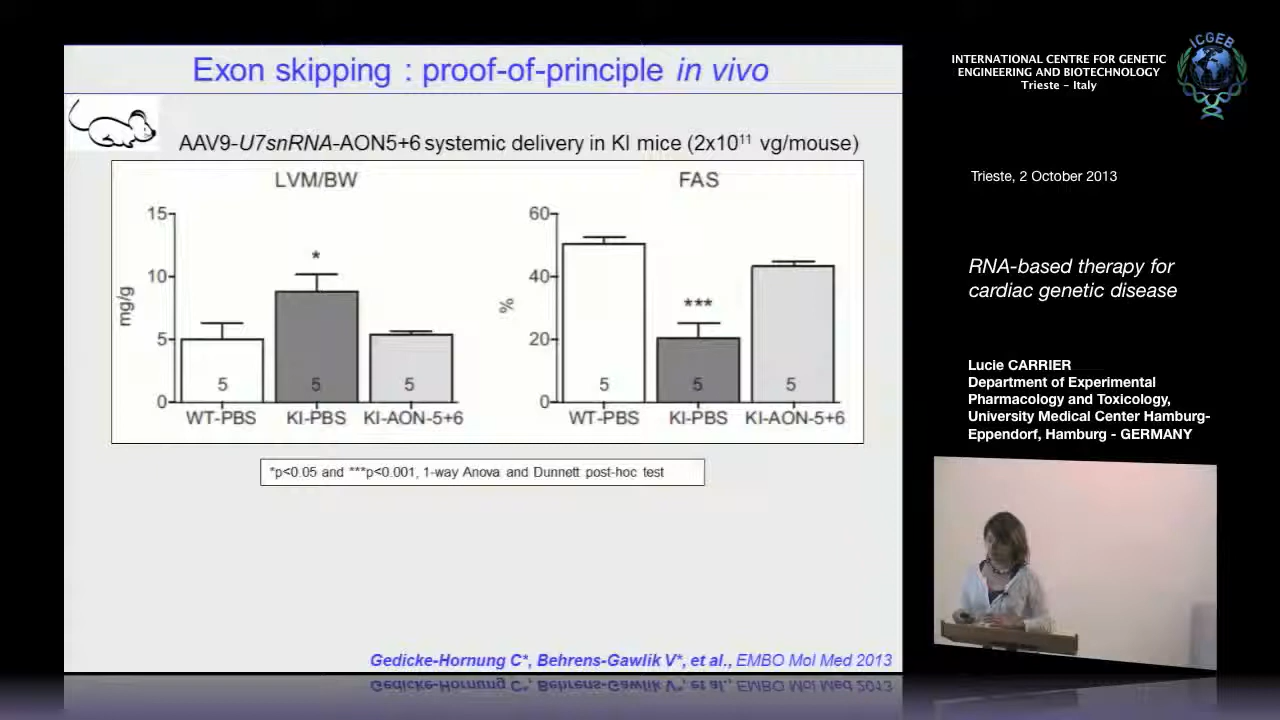 Exon skipping : proof-of-principle in vivo
AAV9-U7snRNA-AON5+6 systemic delivery in KI mice (2x10¹¹ vg/mouse)
LVM/BW
15
10
5
0
mg/g
*
5
5
5
WT-PBS KI-PBS KI-AON-5+6
FAS
60
40
20
0
%
***
5
5
5
WT-PBS KI-PBS KI-AON-5+6
*p<0.05 and ***p<0.001, 1-way Anova and Dunnett post-hoc test
Gedicke-Hornung C*, Behrens-Gawlik V*, et al., EMBO Mol Med 2013
INTERNATIONAL CENTRE FOR GENETIC
ENGINEERING AND BIOTECHNOLOGY
Trieste - Italy
ICGEB
Trieste, 2 October 2013
RNA-based therapy for
cardiac genetic disease
Lucie CARRIER
Department of Experimental
Pharmacology and Toxicology,
University Medical Center Hamburg-
Eppendorf, Hamburg - GERMANY